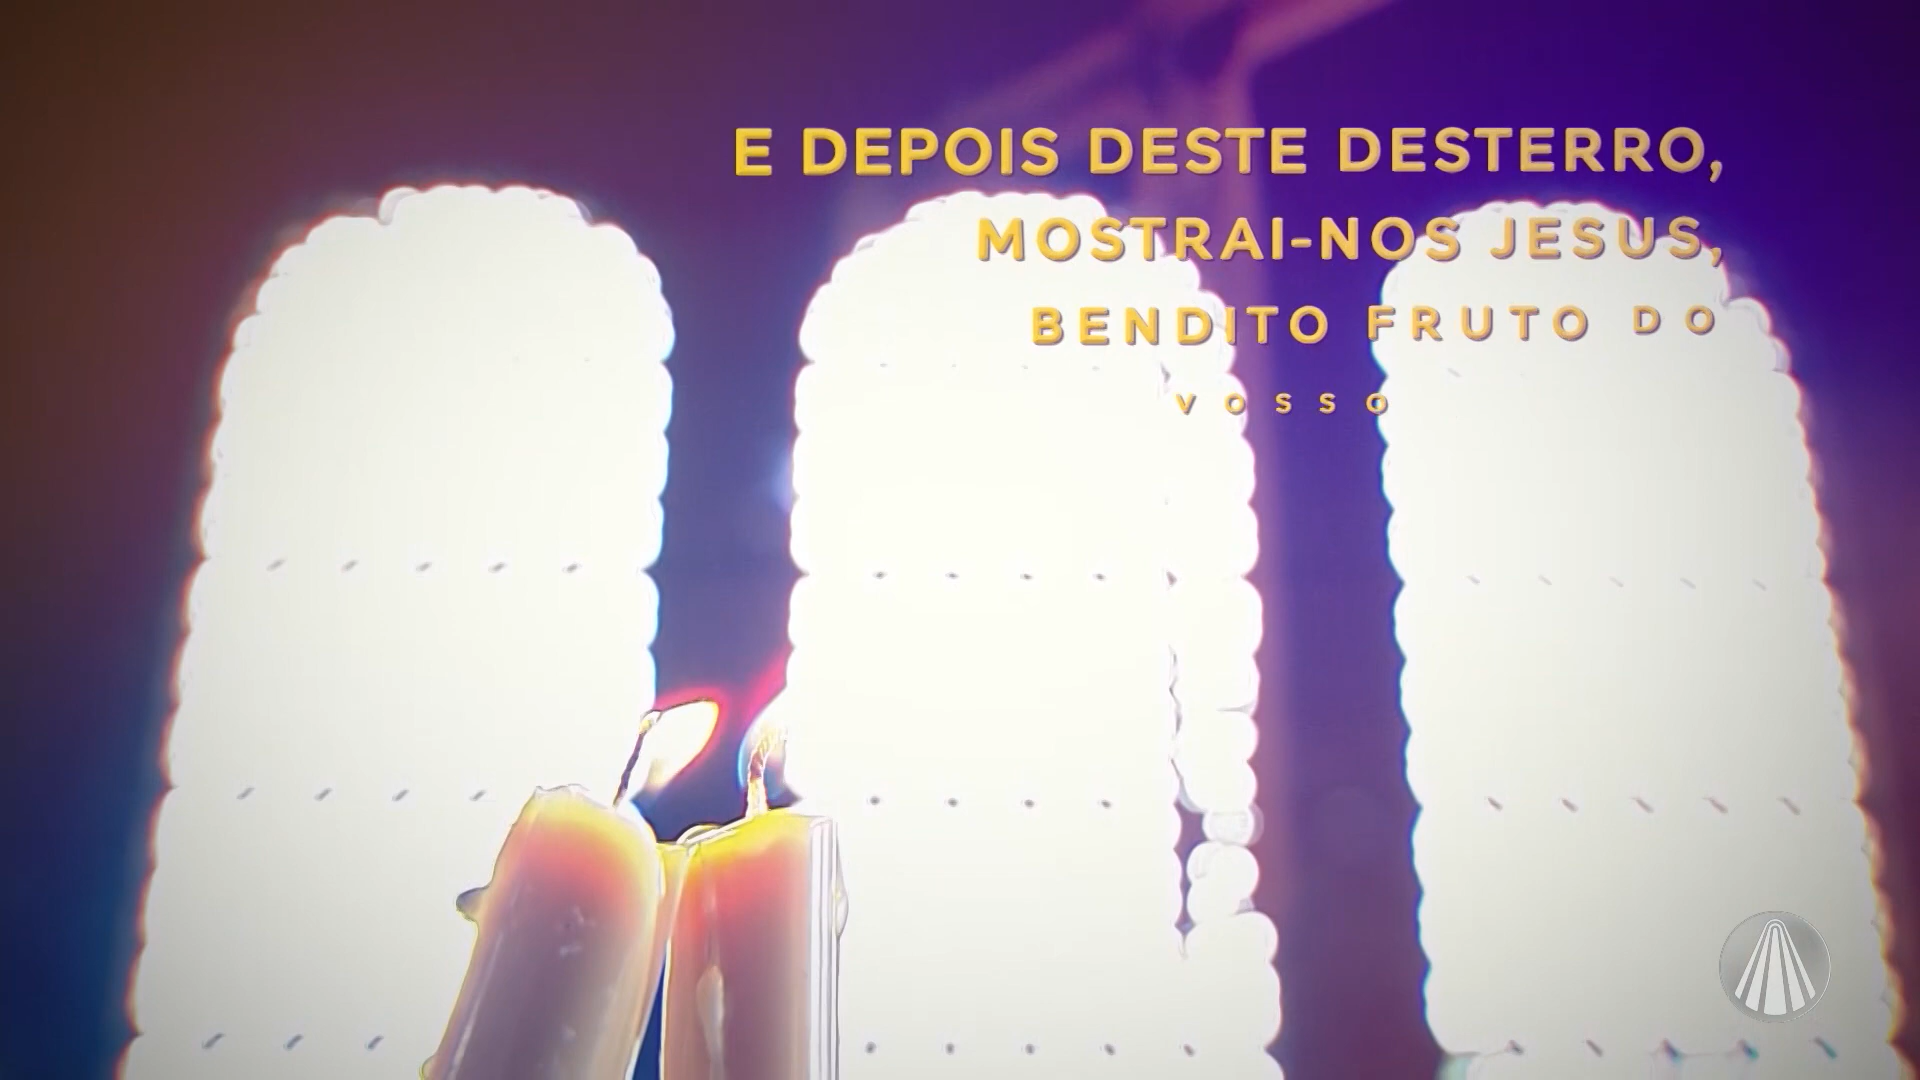 E DEPOIS DESTE DESTERRO,
MOSTRAI-NOS JESUS,
BENDITO FRUTO DO
VOSSO